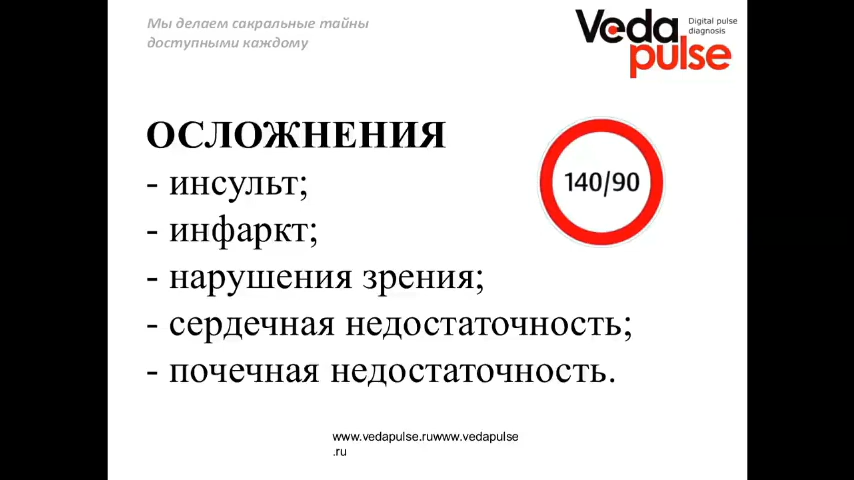 Мы делаем сакральные тайны
доступными каждому
Veda
pulse
Digital pulse
diagnosis
ОСЛОЖНЕНИЯ
- инсульт;
- инфаркт;
- нарушения зрения;
- сердечная недостаточность;
- почечная недостаточность.
140/90
www.vedapulse.ruwww.vedapulse
.ru